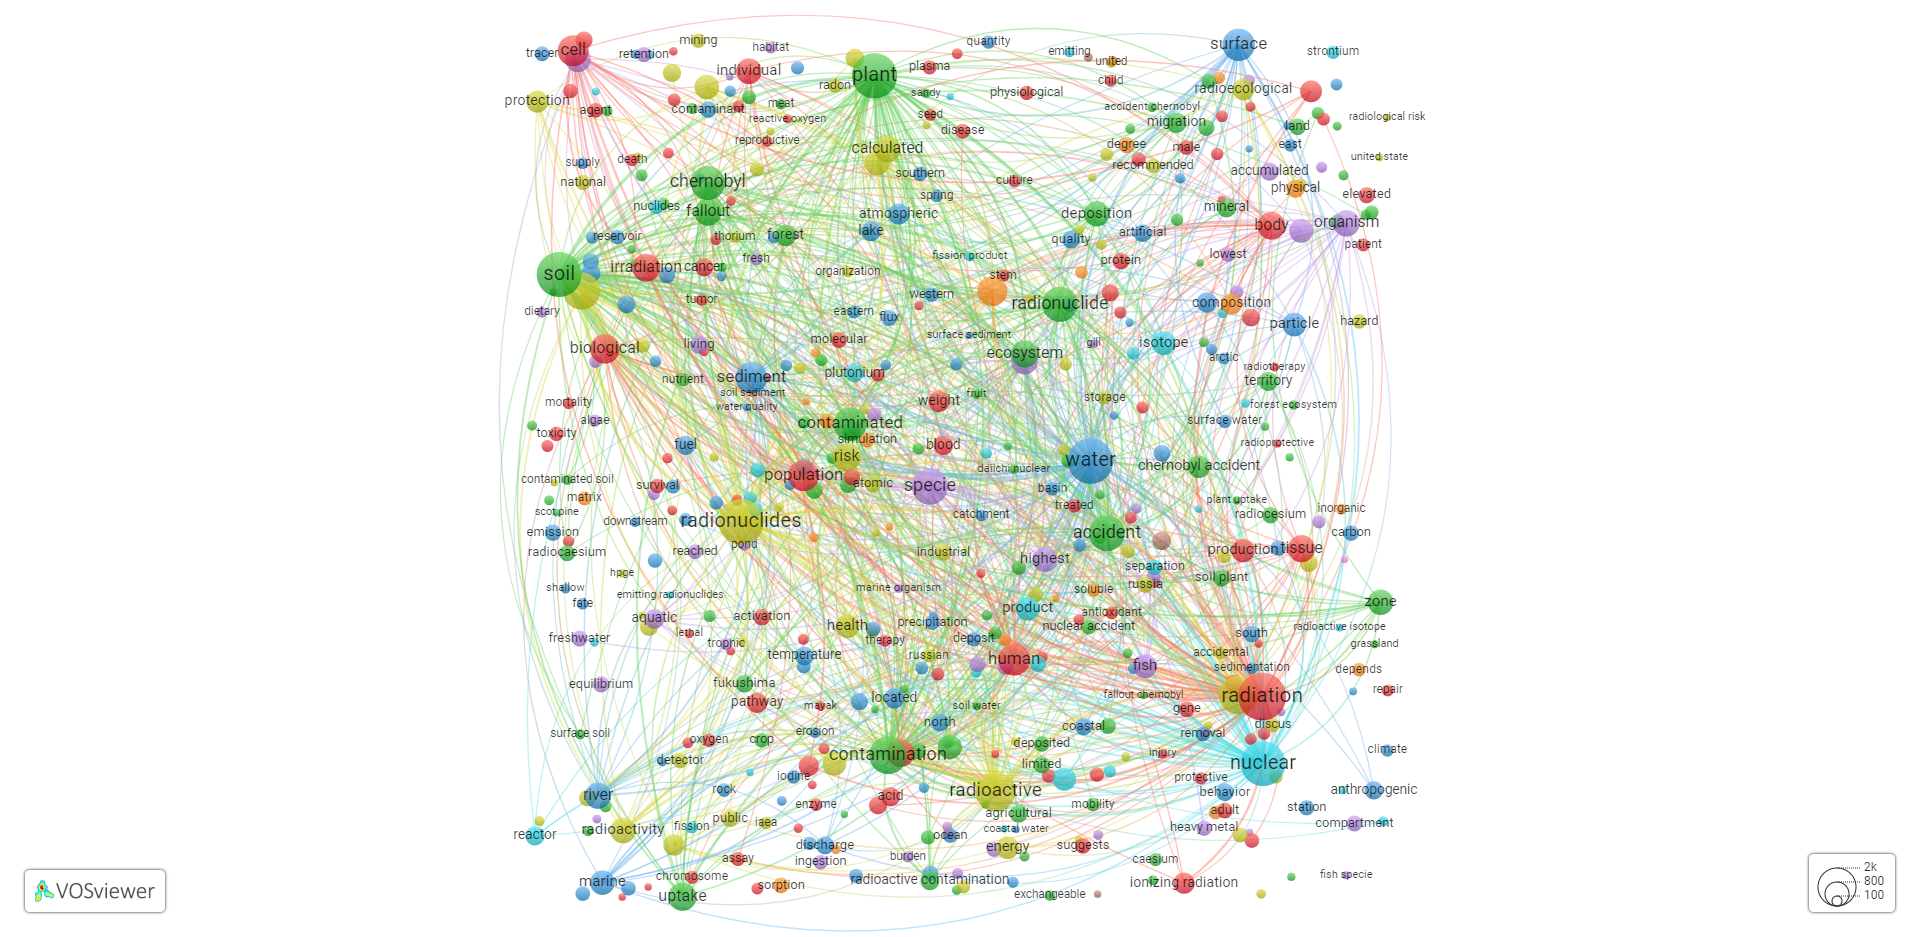 surface
cell
tracer
retention
mining
habitat
quantity
emitting
united
strontium
individual
plant
plasma
radon
child
protection
sandy
physiological
radioecological
agent
contaminant
meat
reactive oxygen
seed
accident chernobyl
migration
land
radiological risk
disease
reproductive
calculated
degree
male
east
supply
death
recommended
united state
national
chernobyl
southern
culture
accumulated
physical
elevated
spring
nuclides
fallout
atmospheric
deposition
mineral
body
organism
reservoir
thorium
forest
lake
quality
artificial
patient
soil
irradiation
cancer
fresh
organization
fission product
stem
protein
lowest
dietary
tumor
eastern
flux
western
radionuclide
composition
particle
hazard
biological
living
molecular
surface sediment
ecosystem
gill
isotope
arctic
radiotherapy
territory
nutrient
sediment
soil sediment
water quality
plutonium
weight
fruit
storage
forest ecosystem
mortality
algae
toxicity
contaminated
simulation
blood
surface water
radioprotective
fuel
risk
population
atomic
specie
daiichi nuclear
water
chernobyl accident
contaminated soil
matrix
survival
basin
treated
plant uptake
radiocesium
inorganic
scot pine
downstream
radionuclides
catchment
accident
carbon
emission
radiocaesium
reached
pond
industrial
highest
separation
production
tissue
hpge
shallow
fate
emitting radionuclides
marine organism
soluble
russia
soil plant
zone
aquatic
activation
health
precipitation
product
antioxidant
nuclear accident
radioactive isotope
freshwater
lethal
trophic
therapy
deposit
south
grassland
temperature
russian
human
fish
accidental
sedimentation
depends
equilibrium
fukushima
pathway
mayak
located
soil water
fallout chernobyl
gene
radiation
repair
surface soil
oxygen
crop
erosion
north
coastal
removal
discus
detector
iodine
contamination
deposited
limited
injury
nuclear
climate
river
rock
enzyme
acid
radioactive
mobility
protective
behavior
anthropogenic
reactor
radioactivity
fission
public
iaea
agricultural
coastal water
adult
heavy metal
station
compartment
discharge
ocean
energy
suggests
assay
ingestion
burden
caesium
marine
chromosome
sorption
radioactive contamination
ionizing radiation
fish specie
uptake
exchangeable
VOSviewer
2k
800
100